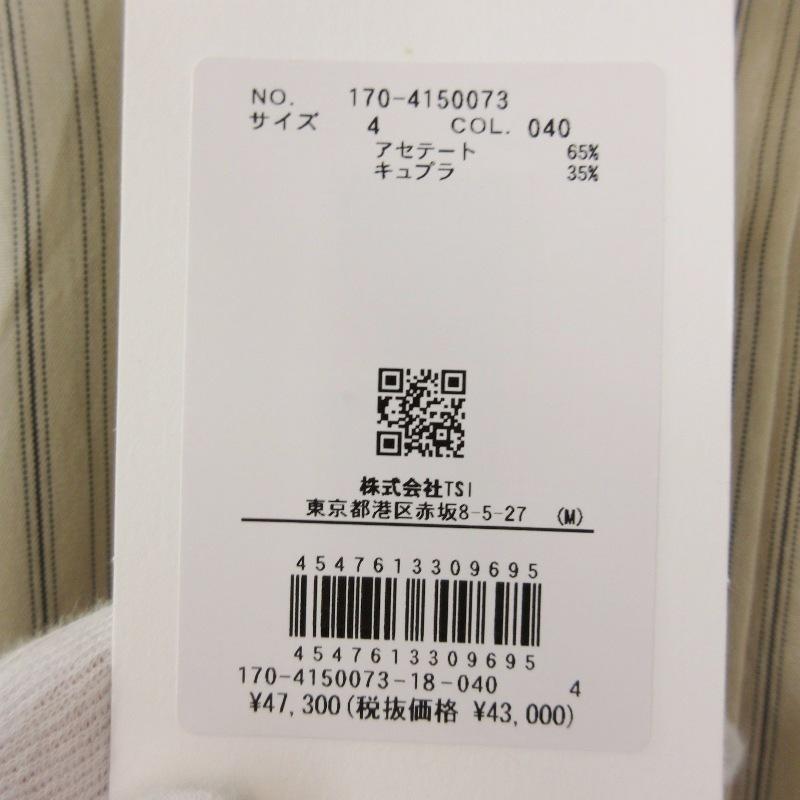 NO. 170-4150073
サイズ 4 COL. 040
アセテート 65%
キュプラ 35%
株式会社TSI
東京都港区赤坂8-5-27 (M)
4547613309695
4547613309695
170-4150073-18-040 4
¥47,300(税抜価格 ¥43,000)